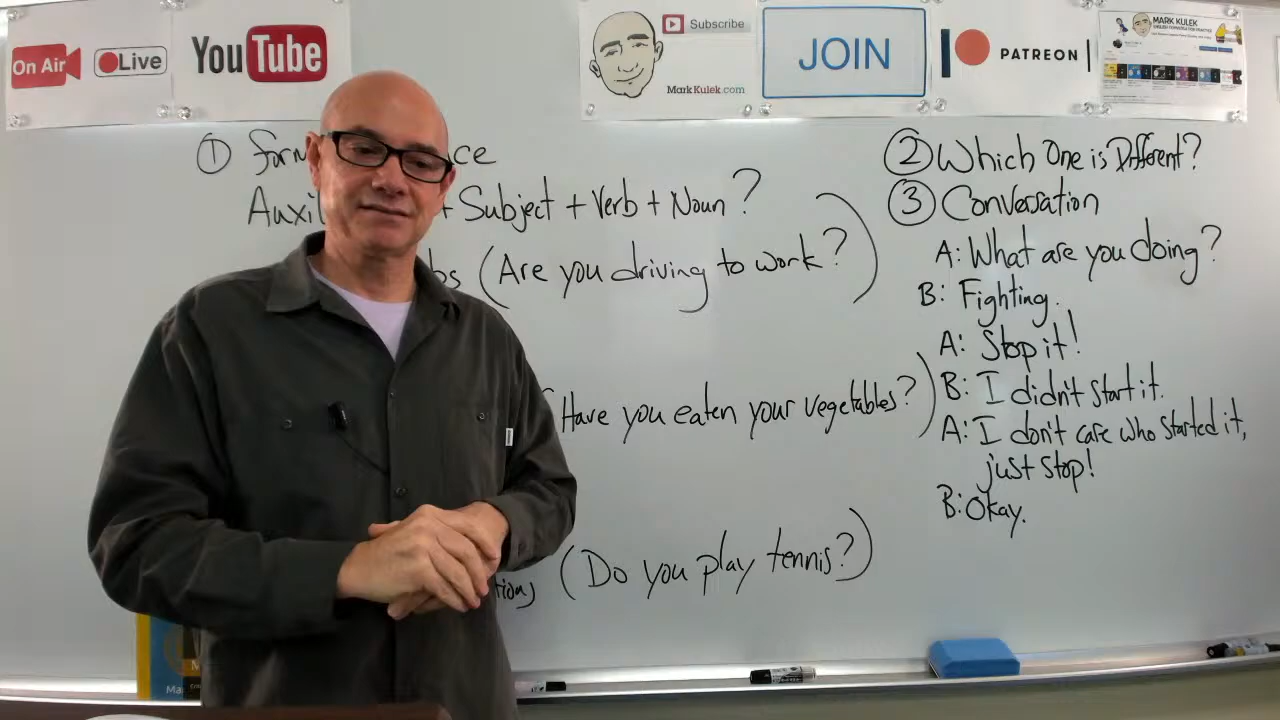 On Air
Live
YouTube
Subscribe
MarkKulek.com
JOIN
PATREON
MARK KULEK
① Form
Auxil + Subject + Verb + Noun?
(Are you driving to work?)
(Have you eaten your vegetables?)
(Do you play tennis?)
② Which One is Different?
③ Conversation
A: What are you doing?
B: Fighting.
A: Stop it!
B: I didn't start it.
A: I don't care who started it,
just stop!
B: Okay.